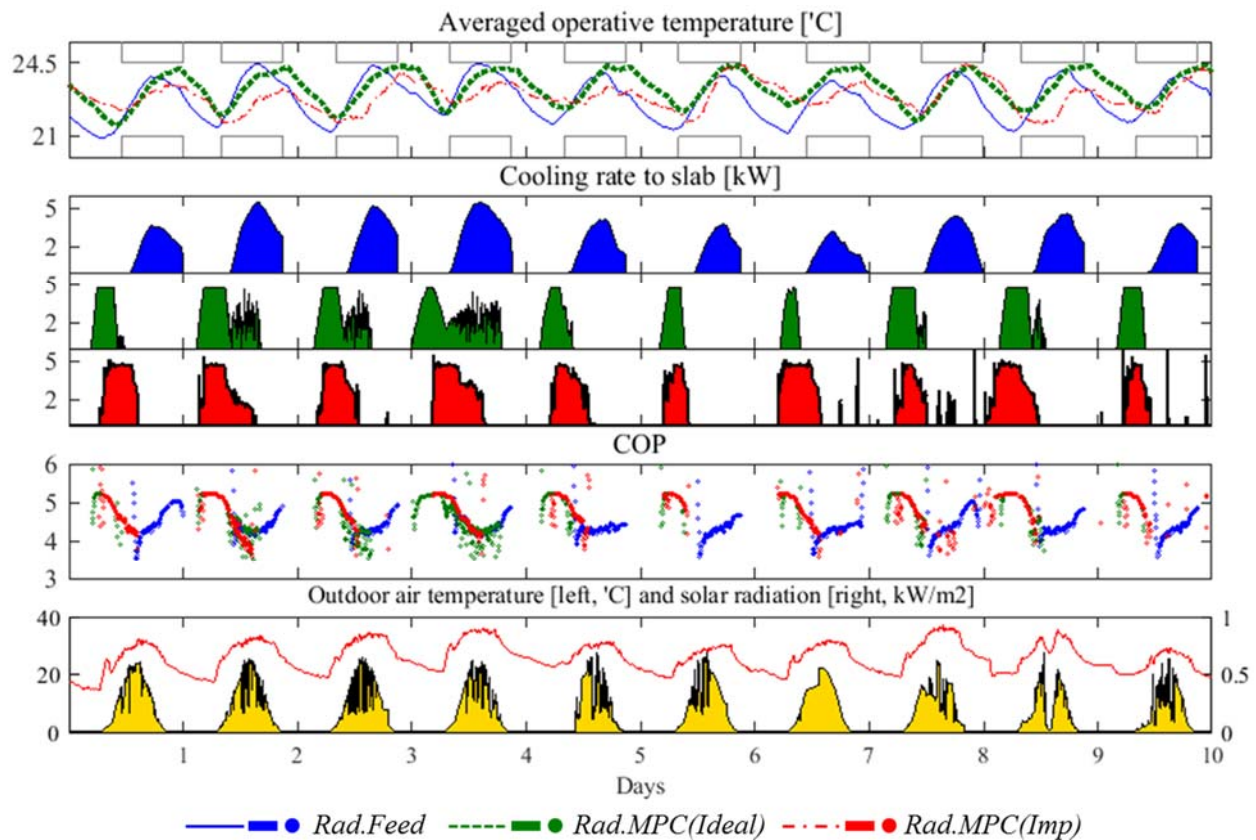 Averaged operative temperature ['C]
24.5
21
Cooling rate to slab [kW]
5
2
5
2
5
2
COP
6
5
4
3
Outdoor air temperature [left, 'C] and solar radiation [right, kW/m2]
40 1
20 0.5
0 0
1 2 3 4 5 6 7 8 9 10
Days
Rad.Feed Rad.MPC(Ideal) Rad.MPC(Imp)